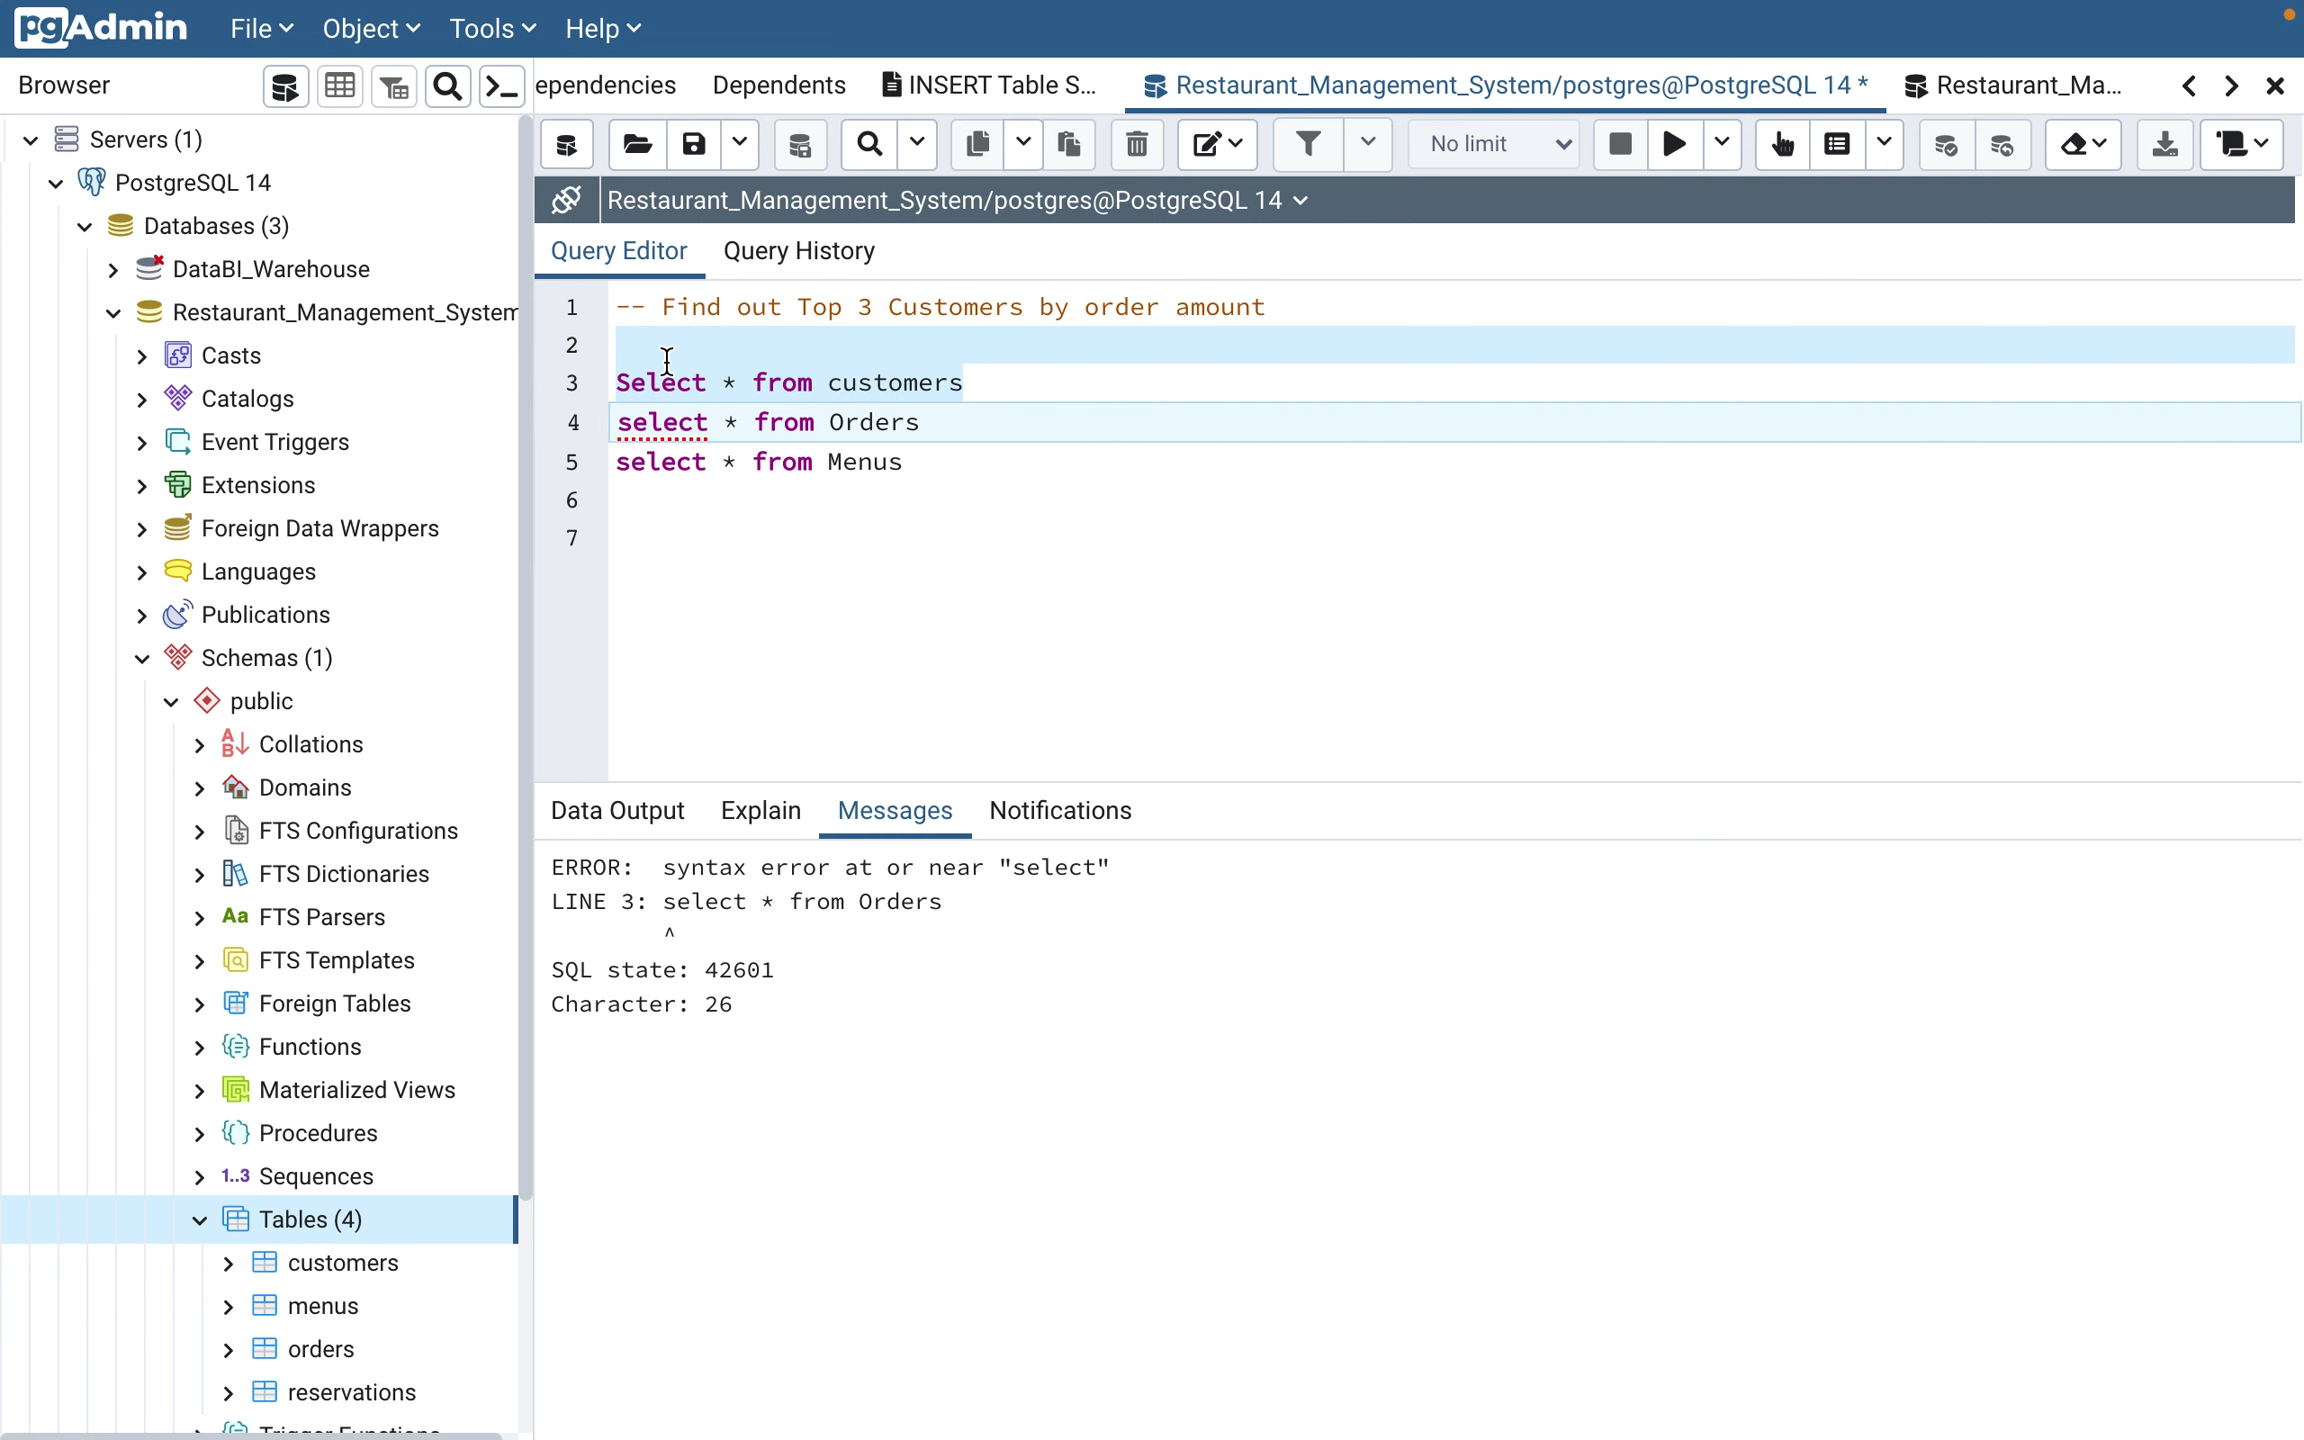 pgAdmin File Object Tools Help
Browser
ependencies Dependents INSERT Table S... Restaurant_Management_System/postgres@PostgreSQL 14 * Restaurant_Ma...
No limit
Restaurant_Management_System/postgres@PostgreSQL 14
Query Editor Query History
Servers (1)
PostgreSQL 14
Databases (3)
DataBI_Warehouse
Restaurant_Management_System
Casts
Catalogs
Event Triggers
Extensions
Foreign Data Wrappers
Languages
Publications
Schemas (1)
public
Collations
Domains
FTS Configurations
FTS Dictionaries
Aa FTS Parsers
FTS Templates
Foreign Tables
Functions
Materialized Views
Procedures
1..3 Sequences
Tables (4)
customers
menus
orders
reservations
1 -- Find out Top 3 Customers by order amount
2
3 Select * from customers
4 select * from Orders
5 select * from Menus
6
7
Data Output Explain Messages Notifications
ERROR: syntax error at or near "select"
LINE 3: select * from Orders
^
SQL state: 42601
Character: 26